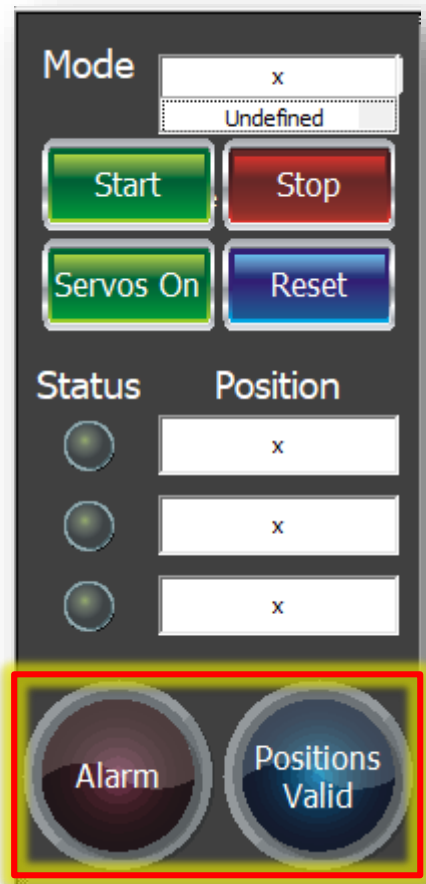 Mode
x
Undefined
Start
Stop
Servos On
Reset
Status
Position
x
x
x
Alarm
Positions
Valid